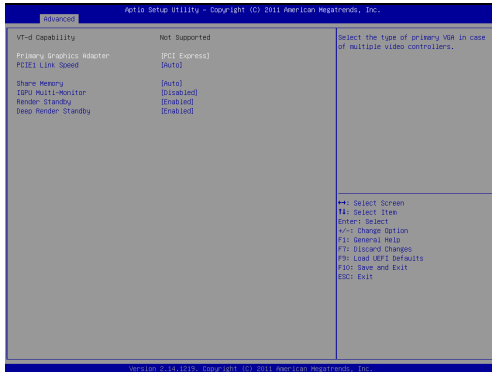 Aptio Setup Utility - Copyright (C) 2011 American Megatrends, Inc.
Advanced
VT-d Capability Not Supported
Primary Graphics Adapter [PCI Express]
PCIE1 Link Speed [Auto]
Share Memory [Auto]
IGPU Multi-Monitor [Disabled]
Render Standby [Enabled]
Deep Render Standby [Enabled]
Select the type of primary VGA in case
of multiple video controllers.
→←: Select Screen
↑↓: Select Item
Enter: Select
+/-: Change Option
F1: General Help
F7: Discard Changes
F9: Load UEFI Defaults
F10: Save and Exit
ESC: Exit
Version 2.14.1219. Copyright (C) 2011 American Megatrends, Inc.